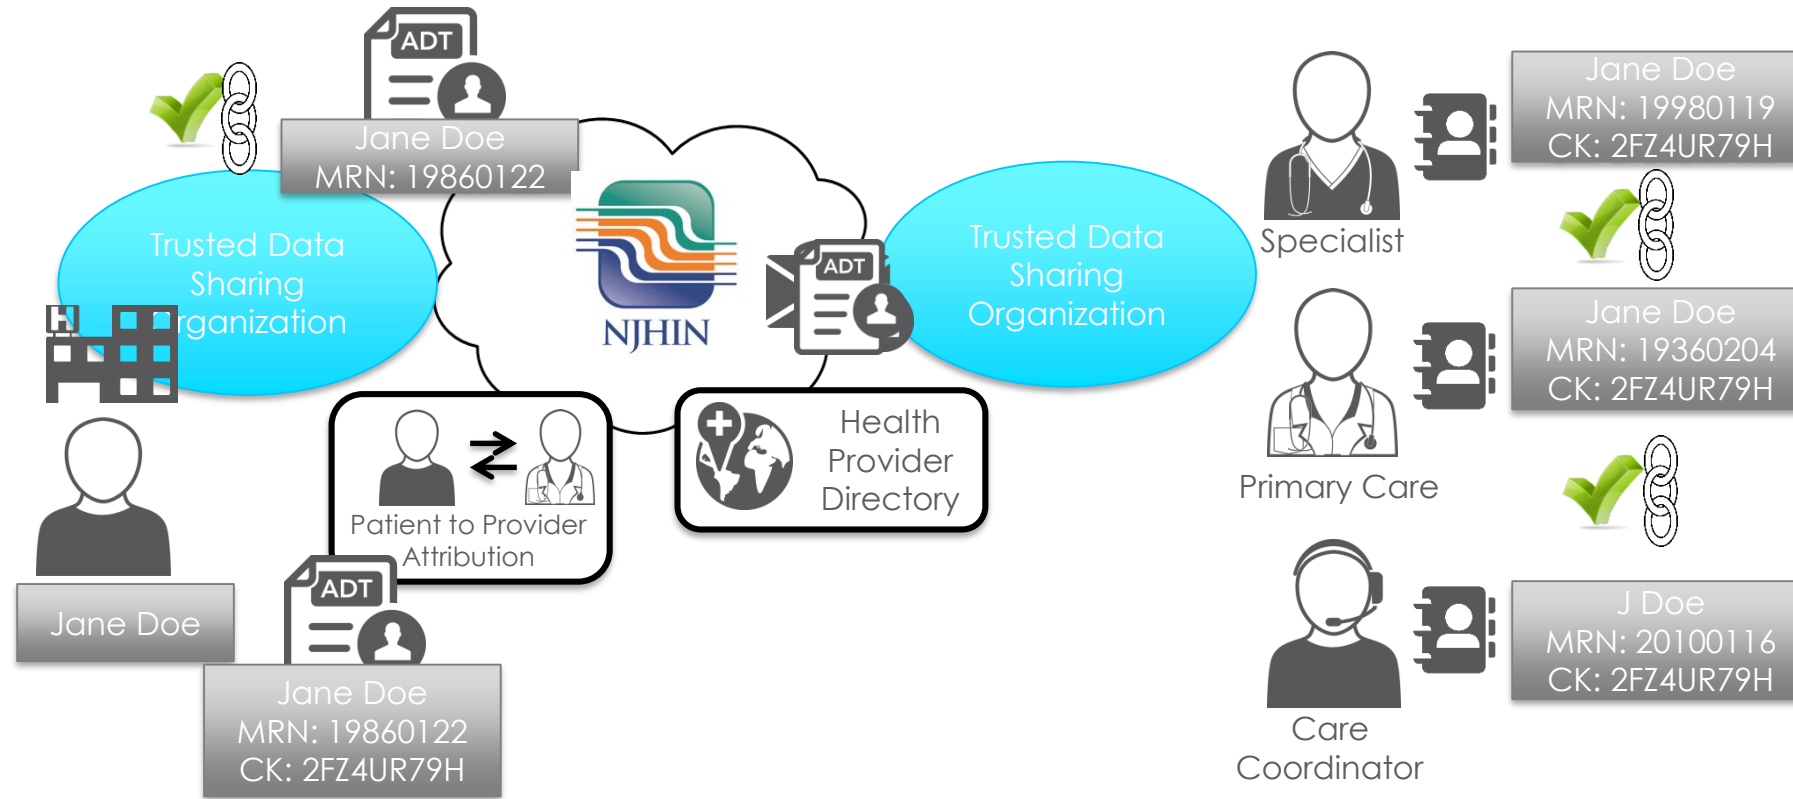 ADT
Jane Doe
MRN: 19860122
Trusted Data
Sharing
Organization
H
Jane Doe
NJHIN
ADT
Trusted Data
Sharing
Organization
Patient to Provider
Attribution
Health
Provider
Directory
ADT
Jane Doe
MRN: 19860122
CK: 2FZ4UR79H
Specialist
Jane Doe
MRN: 19980119
CK: 2FZ4UR79H
Primary Care
Jane Doe
MRN: 19360204
CK: 2FZ4UR79H
Care
Coordinator
J Doe
MRN: 20100116
CK: 2FZ4UR79H